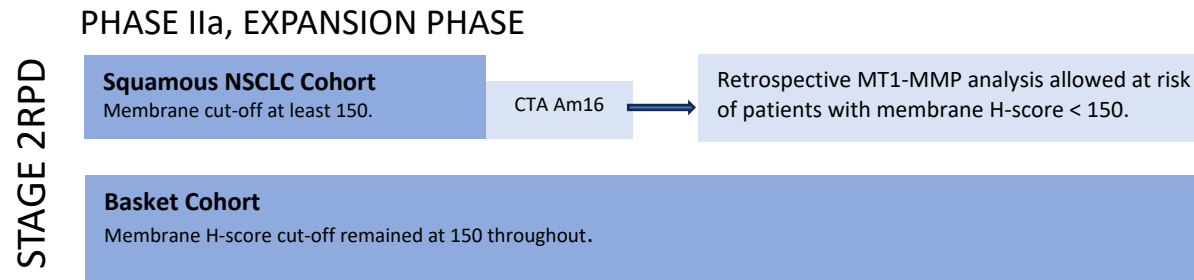 PHASE IIa, EXPANSION PHASE
STAGE 2RPD
Squamous NSCLC Cohort
Membrane cut-off at least 150.
CTA Am16
Retrospective MT1-MMP analysis allowed at risk
of patients with membrane H-score < 150.
Basket Cohort
Membrane H-score cut-off remained at 150 throughout.